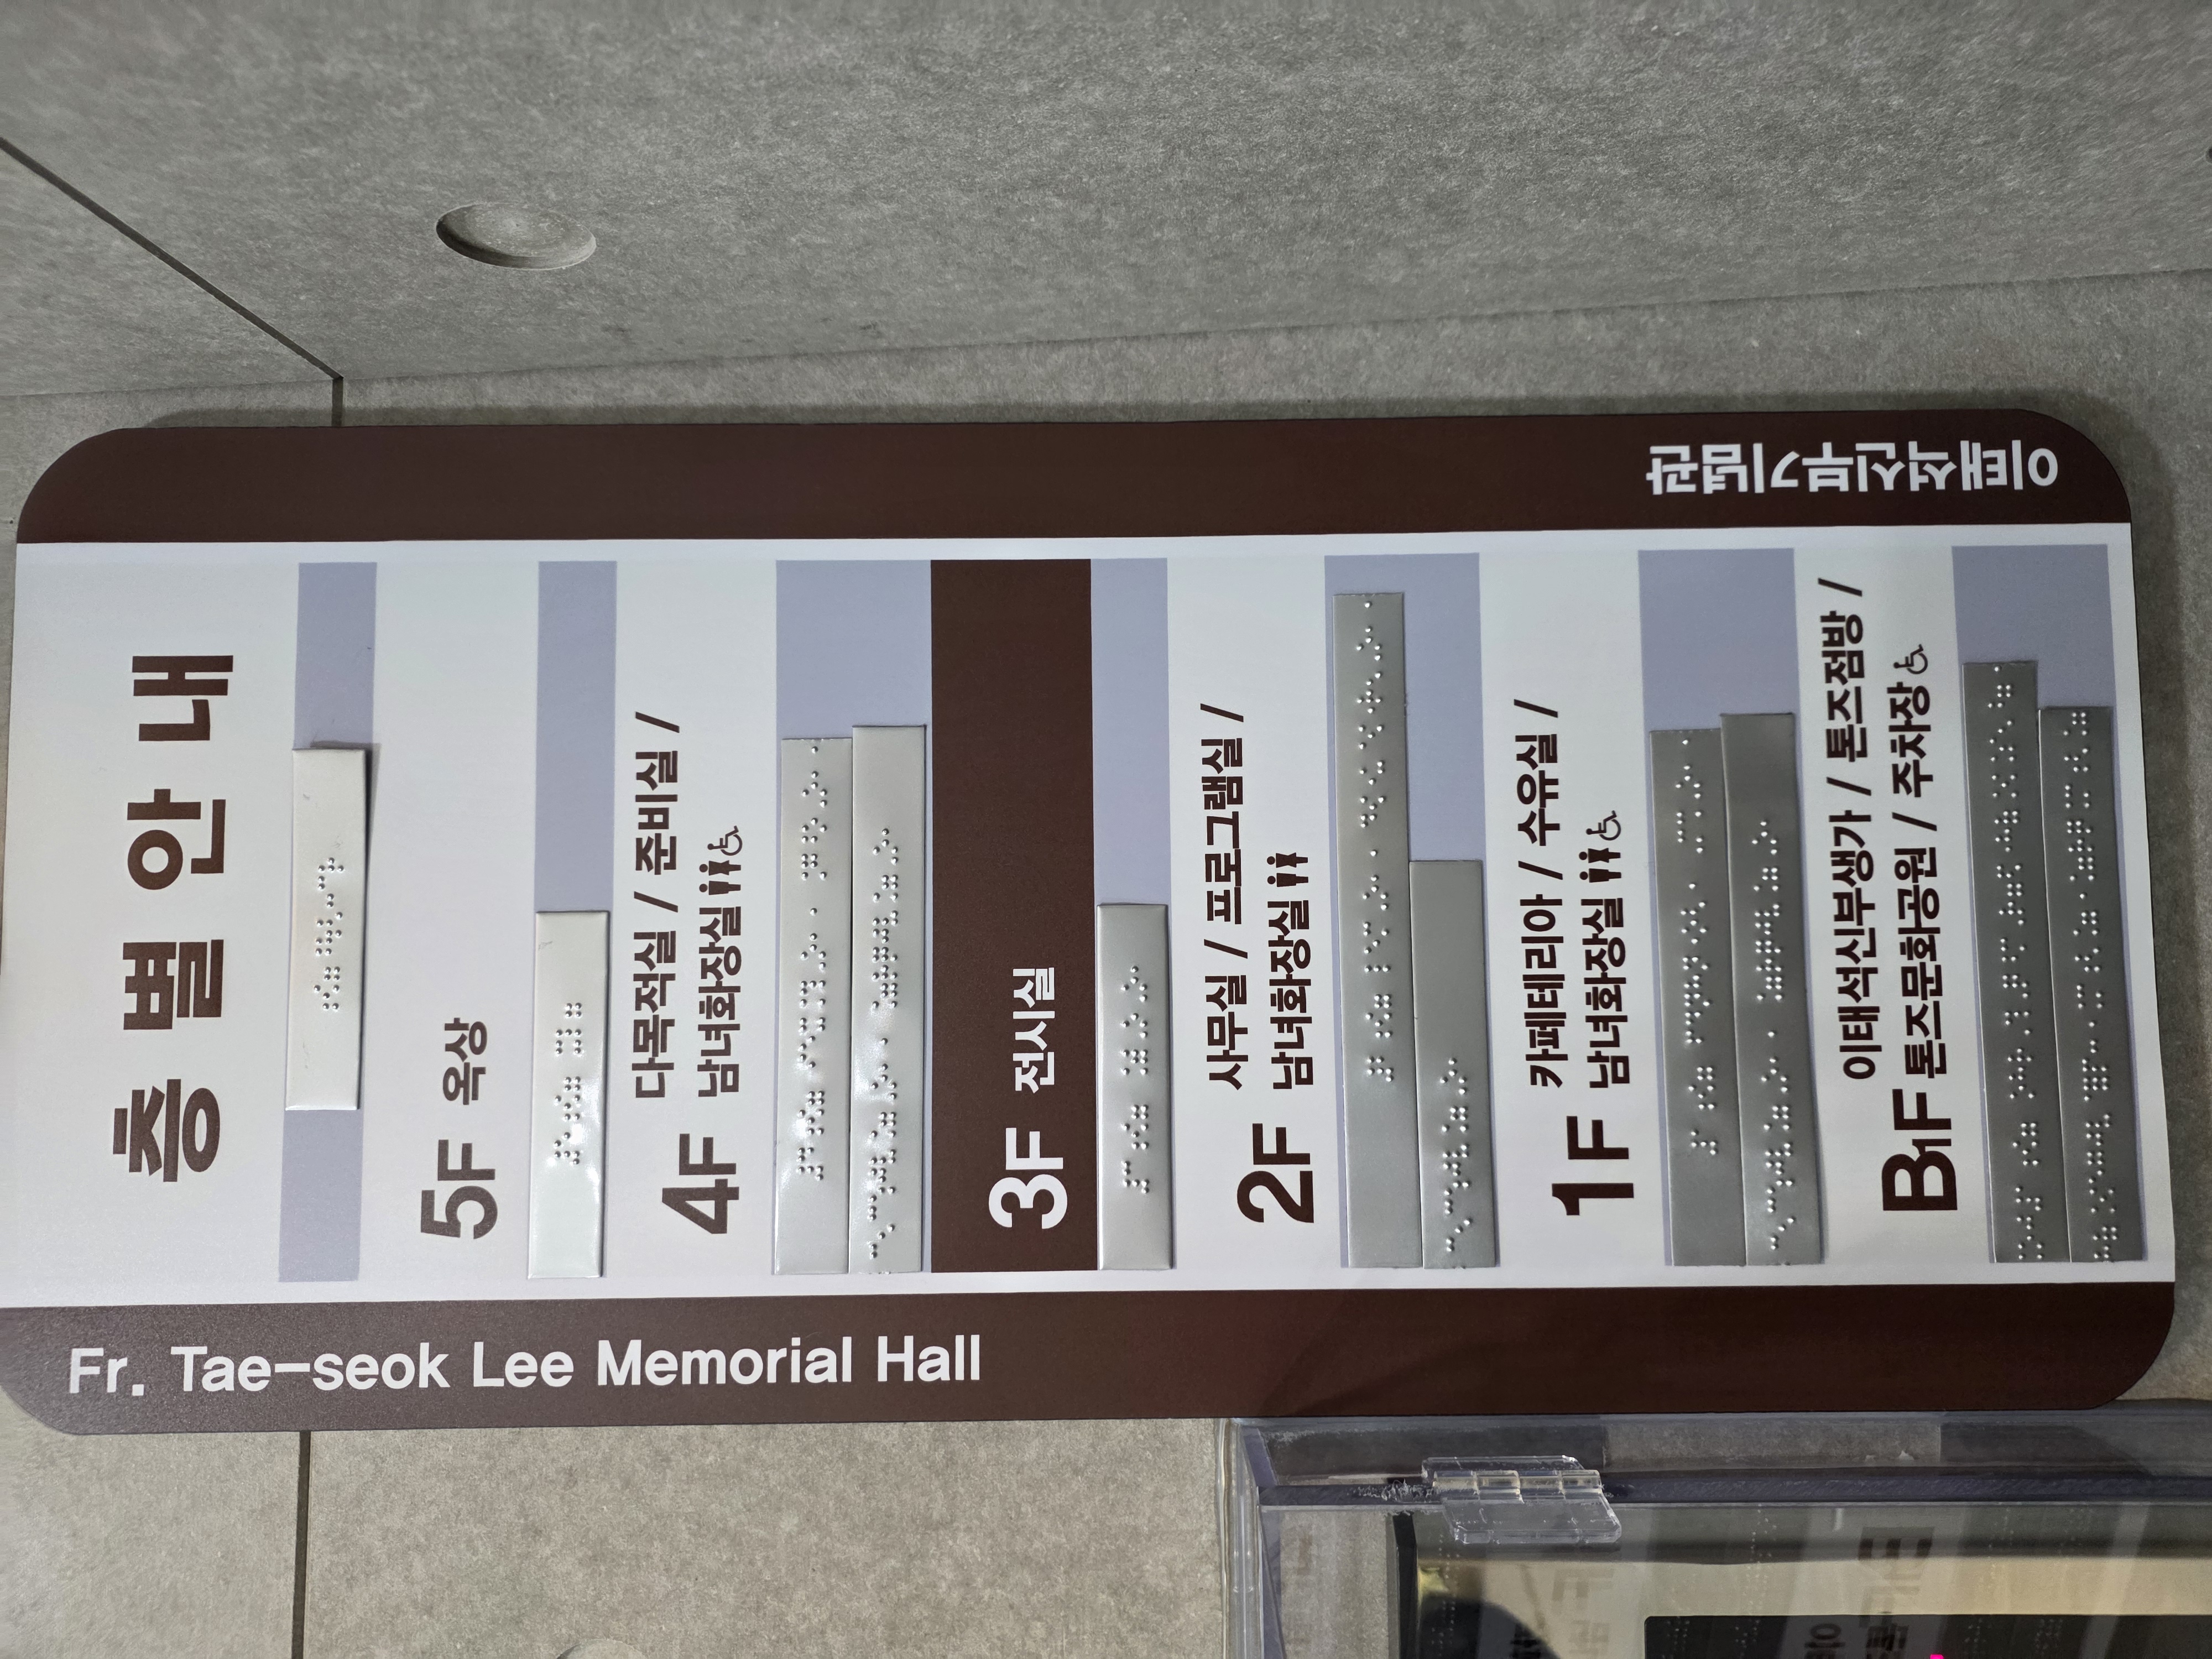 층 별 안 내
5F 옥상
4F 다목적실 / 준비실 /
남녀화장실
3F 전시실
2F 사무실 / 프로그램실 /
남녀화장실
1F 카페테리아 / 수유실 /
남녀화장실
B1F 이태석신부생가 / 톤즈점방 /
톤즈문화공원 / 주차장
Fr. Tae-seok Lee Memorial Hall
이태석신부기념관